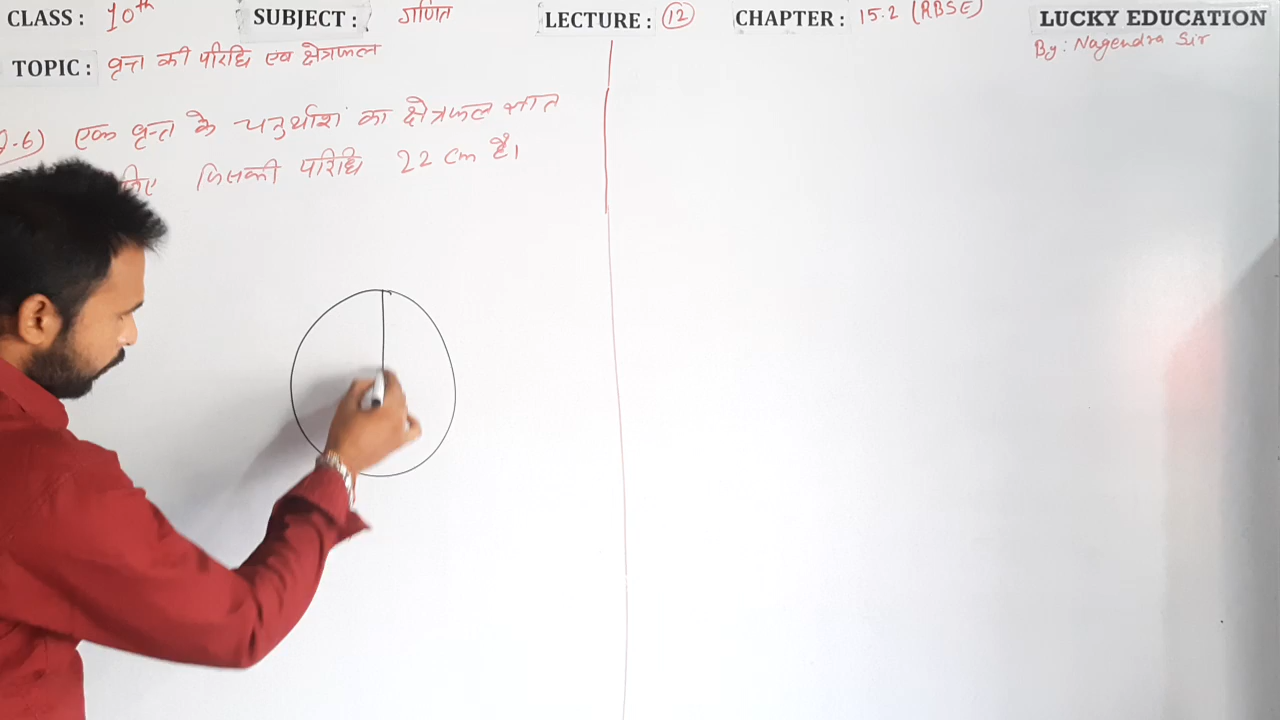 CLASS : 10th SUBJECT : गणित LECTURE : 12 CHAPTER : 15.2 (RBSE) LUCKY EDUCATION
By: Nagendra Sir
TOPIC : वृत्त की परिधि एवं क्षेत्रफल
Q.6) एक वृत्त के चतुर्थांश का क्षेत्रफल ज्ञात
जिसकी परिधि 22 cm है।